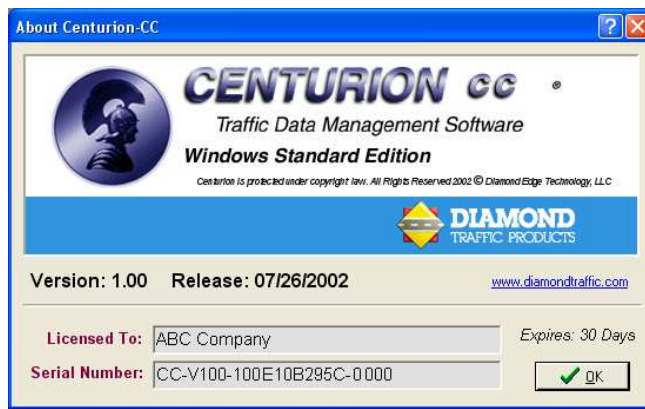 About Centurion-CC
CENTURION CC ®
Traffic Data Management Software
Windows Standard Edition
Centurion is protected under copyright law. All Rights Reserved 2002 © Diamond Edge Technology, LLC
DIAMOND
TRAFFIC PRODUCTS
Version: 1.00 Release: 07/26/2002 www.diamondtraffic.com
Licensed To: ABC Company Expires: 30 Days
Serial Number: CC-V100-100E10B295C-0000 OK